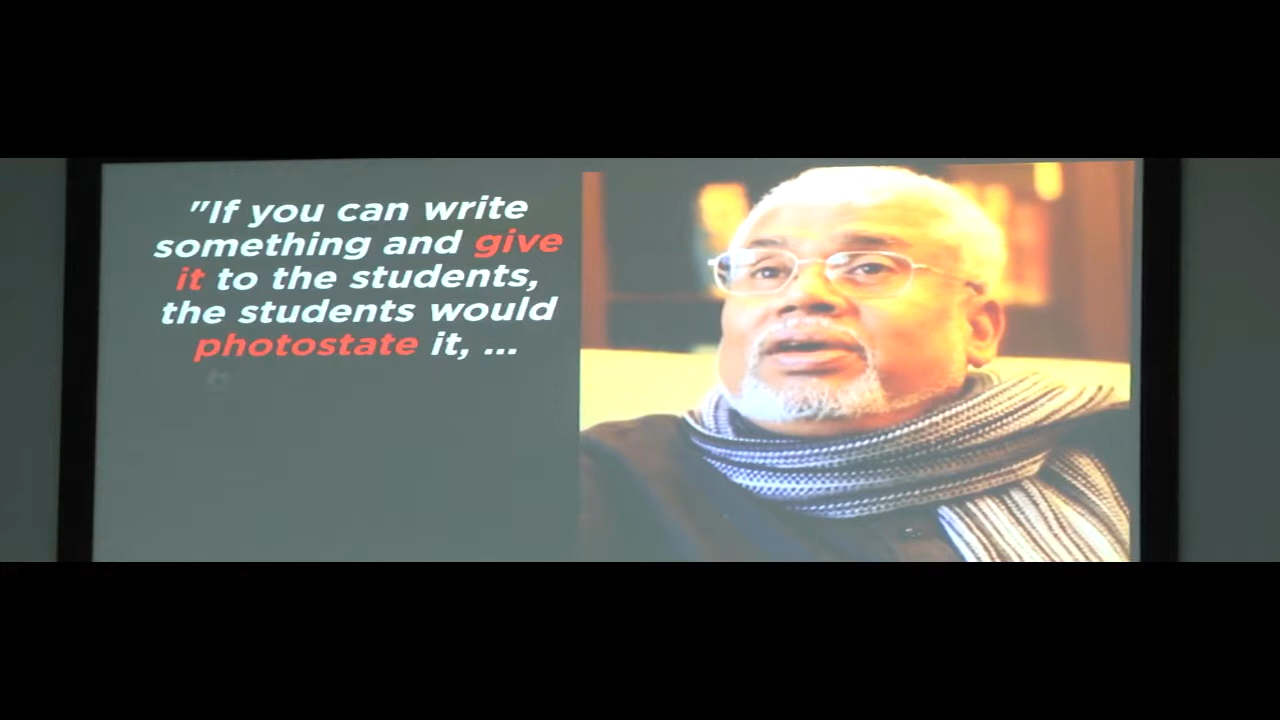 "If you can write
something and give
it to the students,
the students would
photostate it, ...